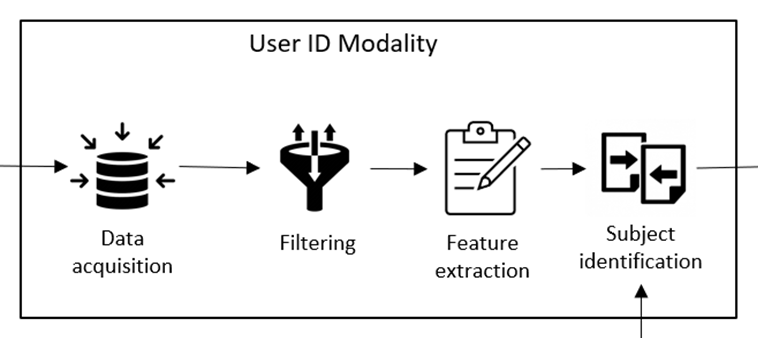 User ID Modality
Data
acquisition
Filtering
Feature
extraction
Subject
identification